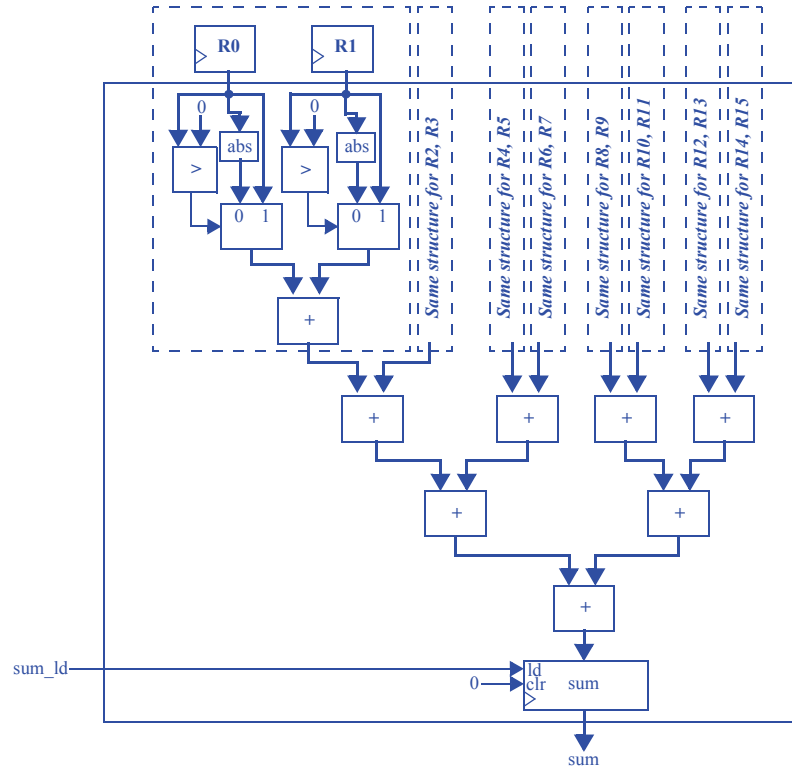 R0 R1
0 0
abs abs
> >
0 1 0 1
+
Same structure for R2, R3
Same structure for R4, R5
Same structure for R6, R7
Same structure for R8, R9
Same structure for R10, R11
Same structure for R12, R13
Same structure for R14, R15
+ + + +
+ +
+
sum_ld
ld
0
clr
sum
sum